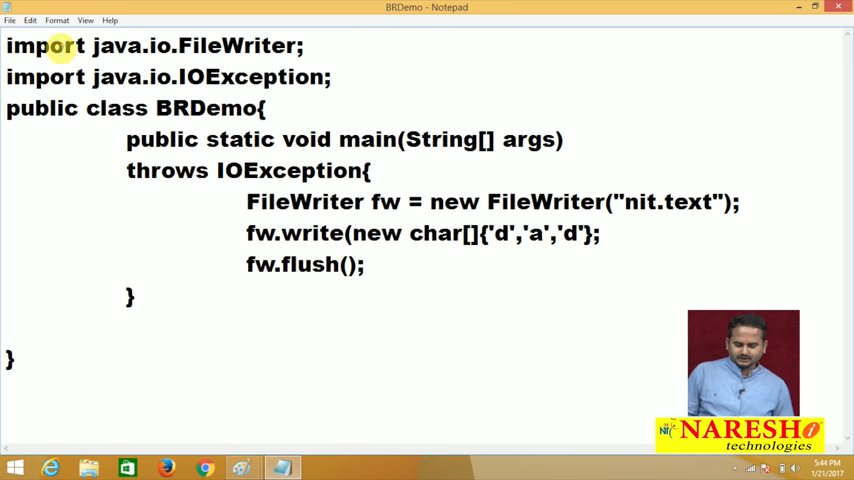 BRDemo - Notepad
File Edit Format View Help
import java.io.FileWriter;
import java.io.IOException;
public class BRDemo{
public static void main(String[] args)
throws IOException{
FileWriter fw = new FileWriter("nit.text");
fw.write(new char[]{'d','a','d'};
fw.flush();
}
}
NiT NARESH i
technologies
5:44 PM
1/21/2017